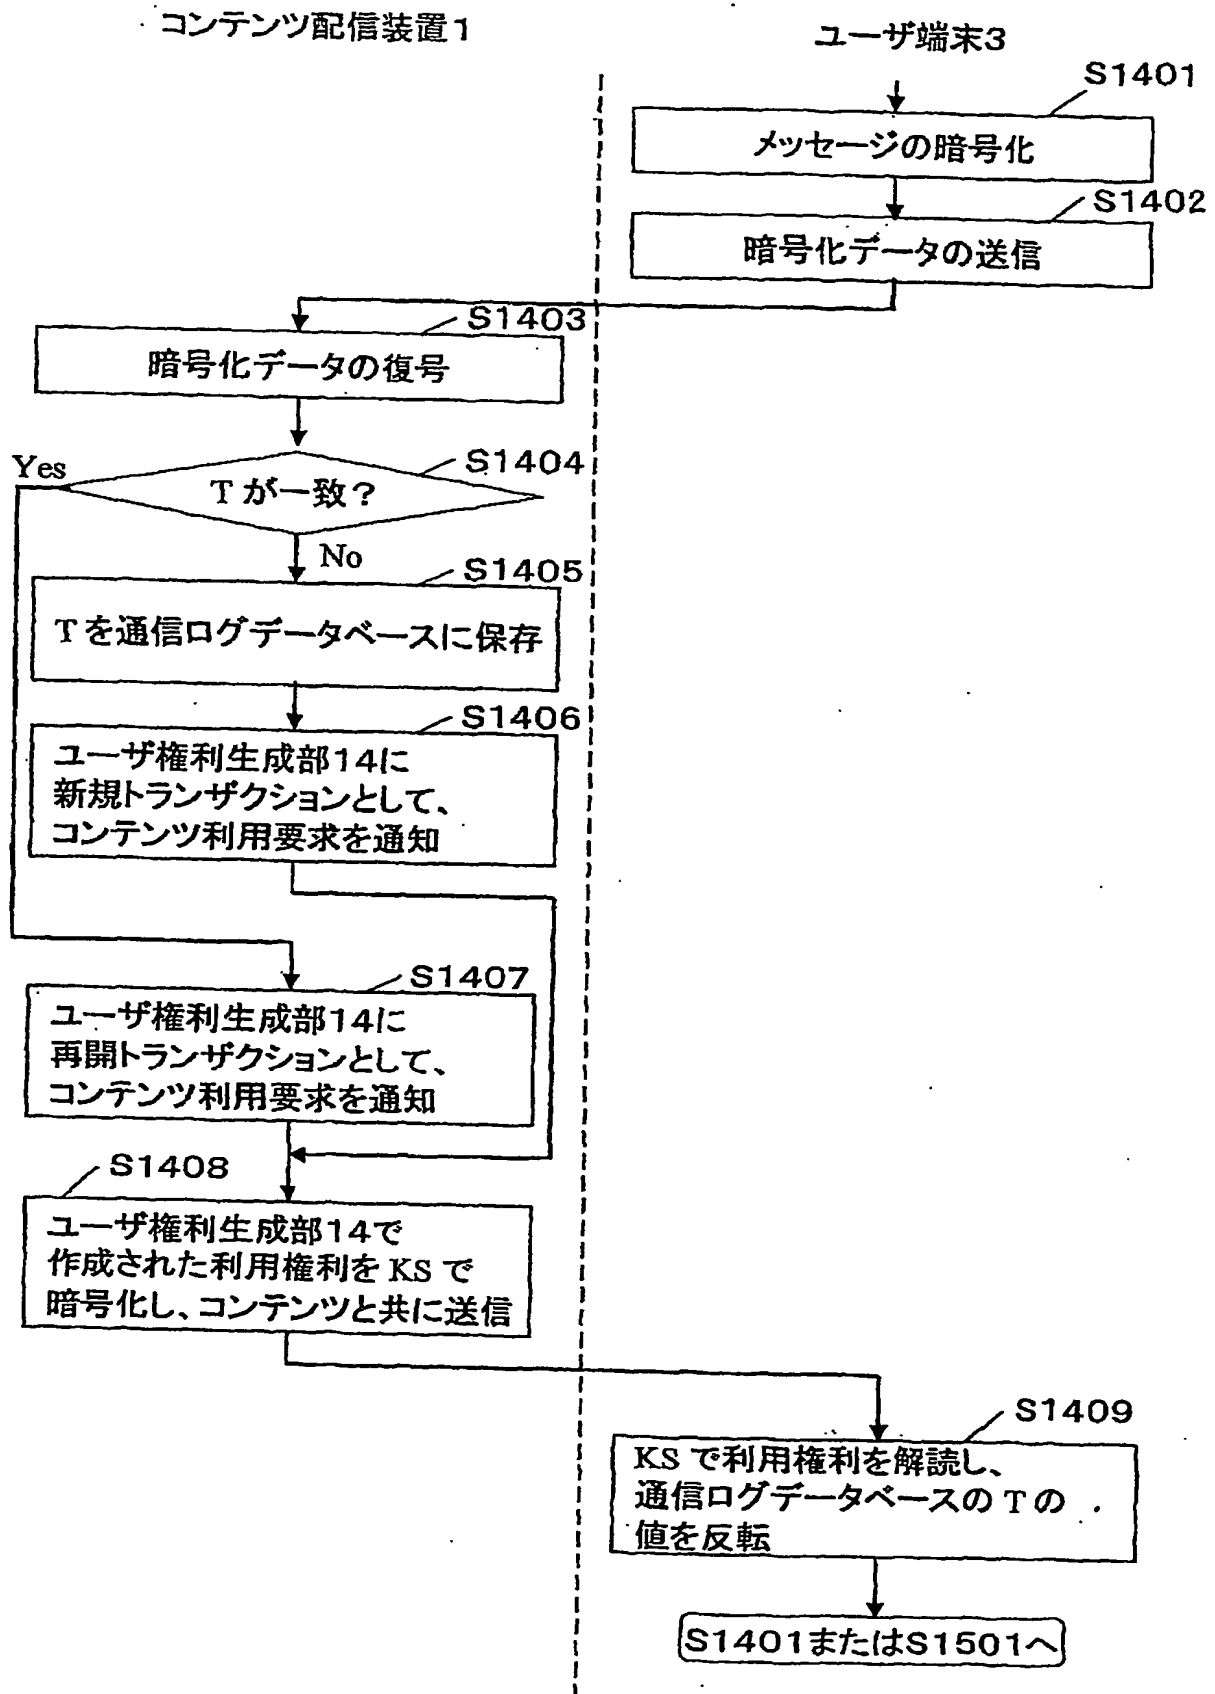 コンテンツ配信装置1
ユーザ端末3
S1401
メッセージの暗号化
S1402
暗号化データの送信
S1403
暗号化データの復号
S1404
Yes
T が一致?
No
S1405
T を通信ログデータベースに保存
S1406
ユーザ権利生成部14に
新規トランザクションとして、
コンテンツ利用要求を通知
S1407
ユーザ権利生成部14に
再開トランザクションとして、
コンテンツ利用要求を通知
S1408
ユーザ権利生成部14で
作成された利用権利を KS で
暗号化し、コンテンツと共に送信
S1409
KS で利用権利を解読し、
通信ログデータベースの T の
値を反転
S1401またはS1501へ